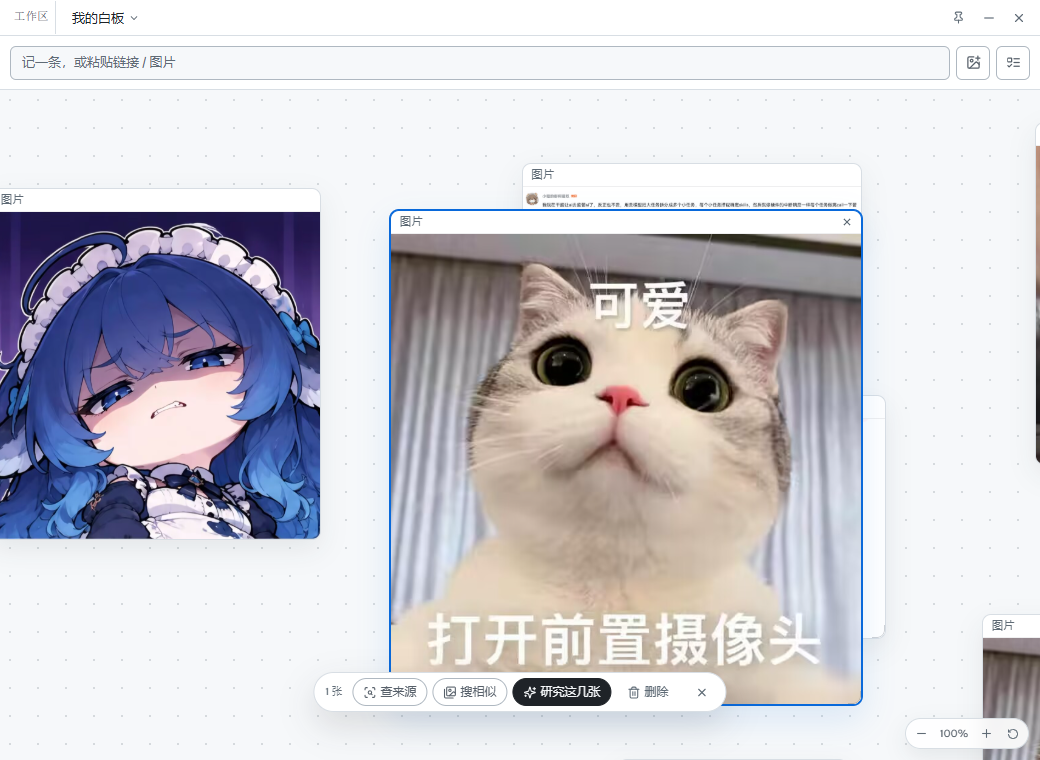 工作区
我的白板
记一条，或粘贴链接 / 图片
图片
图片
图片
可爱
打开前置摄像头
1 张
查来源
搜相似
研究这几张
删除
图片
100%